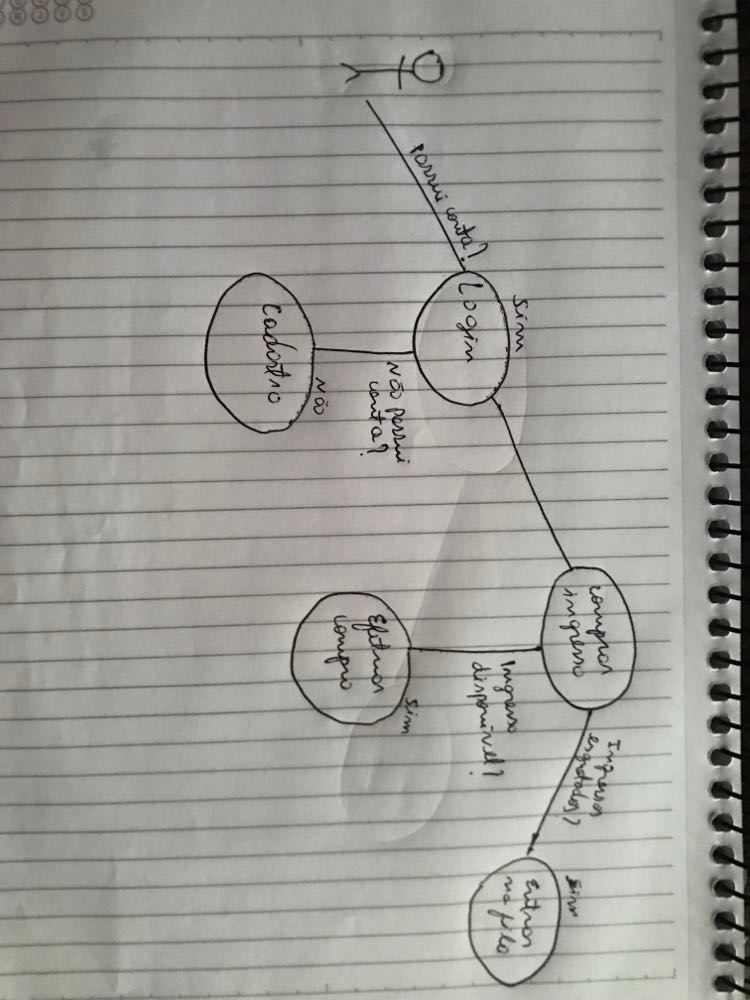 Possui conta?
Sim
Login
não possui
conta?
não
Cadastro
comprar
ingresso
Ingresso
disponível?
Sim
Efetuar
compra
Ingressos
esgotados?
Sim
Entrar
na fila